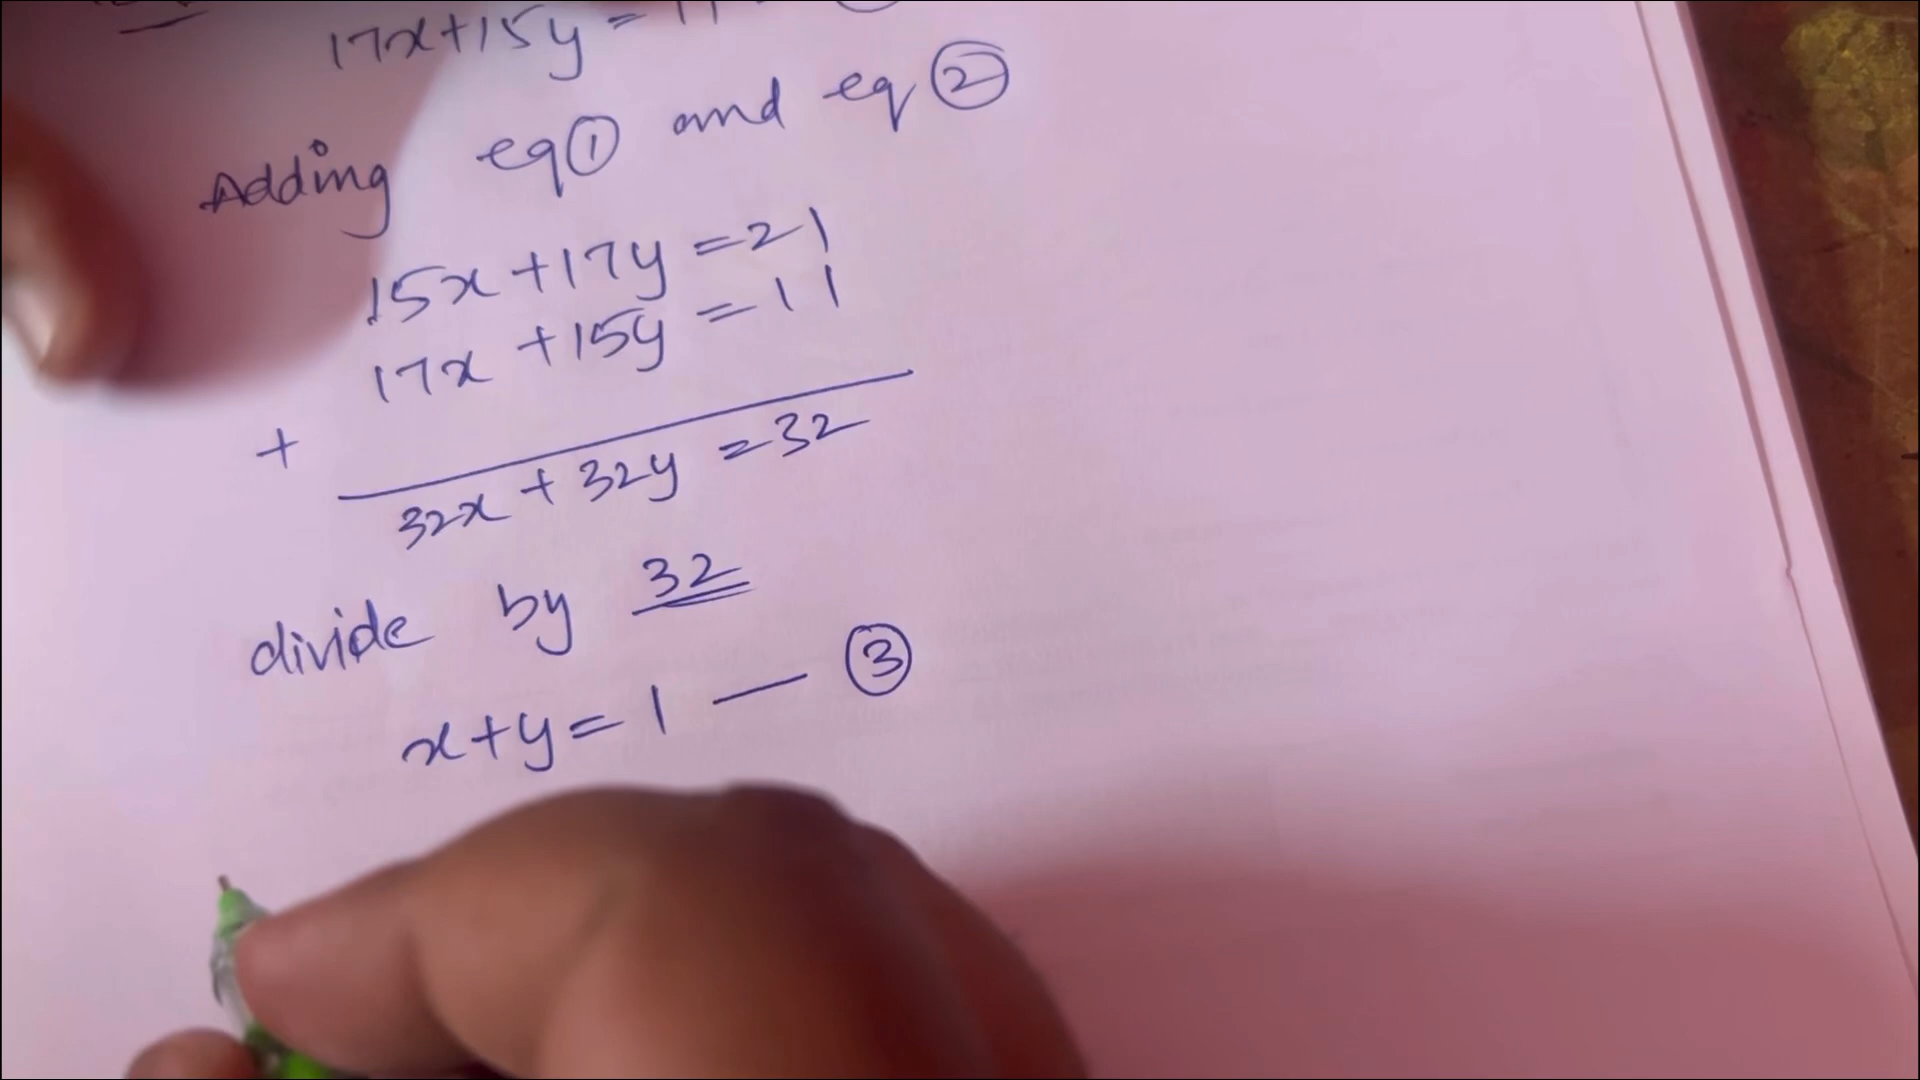 17x+15y = 11
Adding eq① and eq②
15x+17y=21
17x+15y=11
+
32x+32y=32
divide by 32
x+y=1 — ③